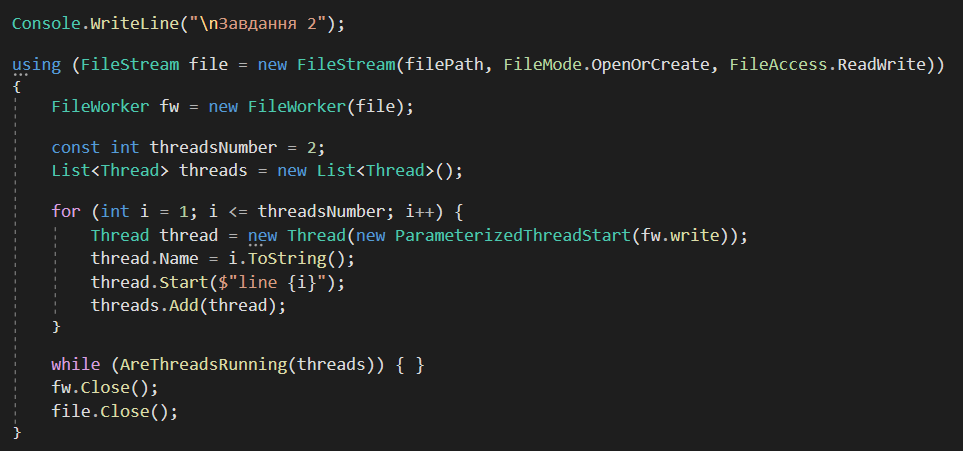 Console.WriteLine("\nЗавдання 2");
using (FileStream file = new FileStream(filePath, FileMode.OpenOrCreate, FileAccess.ReadWrite))
{
FileWorker fw = new FileWorker(file);
const int threadsNumber = 2;
List<Thread> threads = new List<Thread>();
for (int i = 1; i <= threadsNumber; i++) {
Thread thread = new Thread(new ParameterizedThreadStart(fw.write));
thread.Name = i.ToString();
thread.Start($"line {i}");
threads.Add(thread);
}
while (AreThreadsRunning(threads)) { }
fw.Close();
file.Close();
}